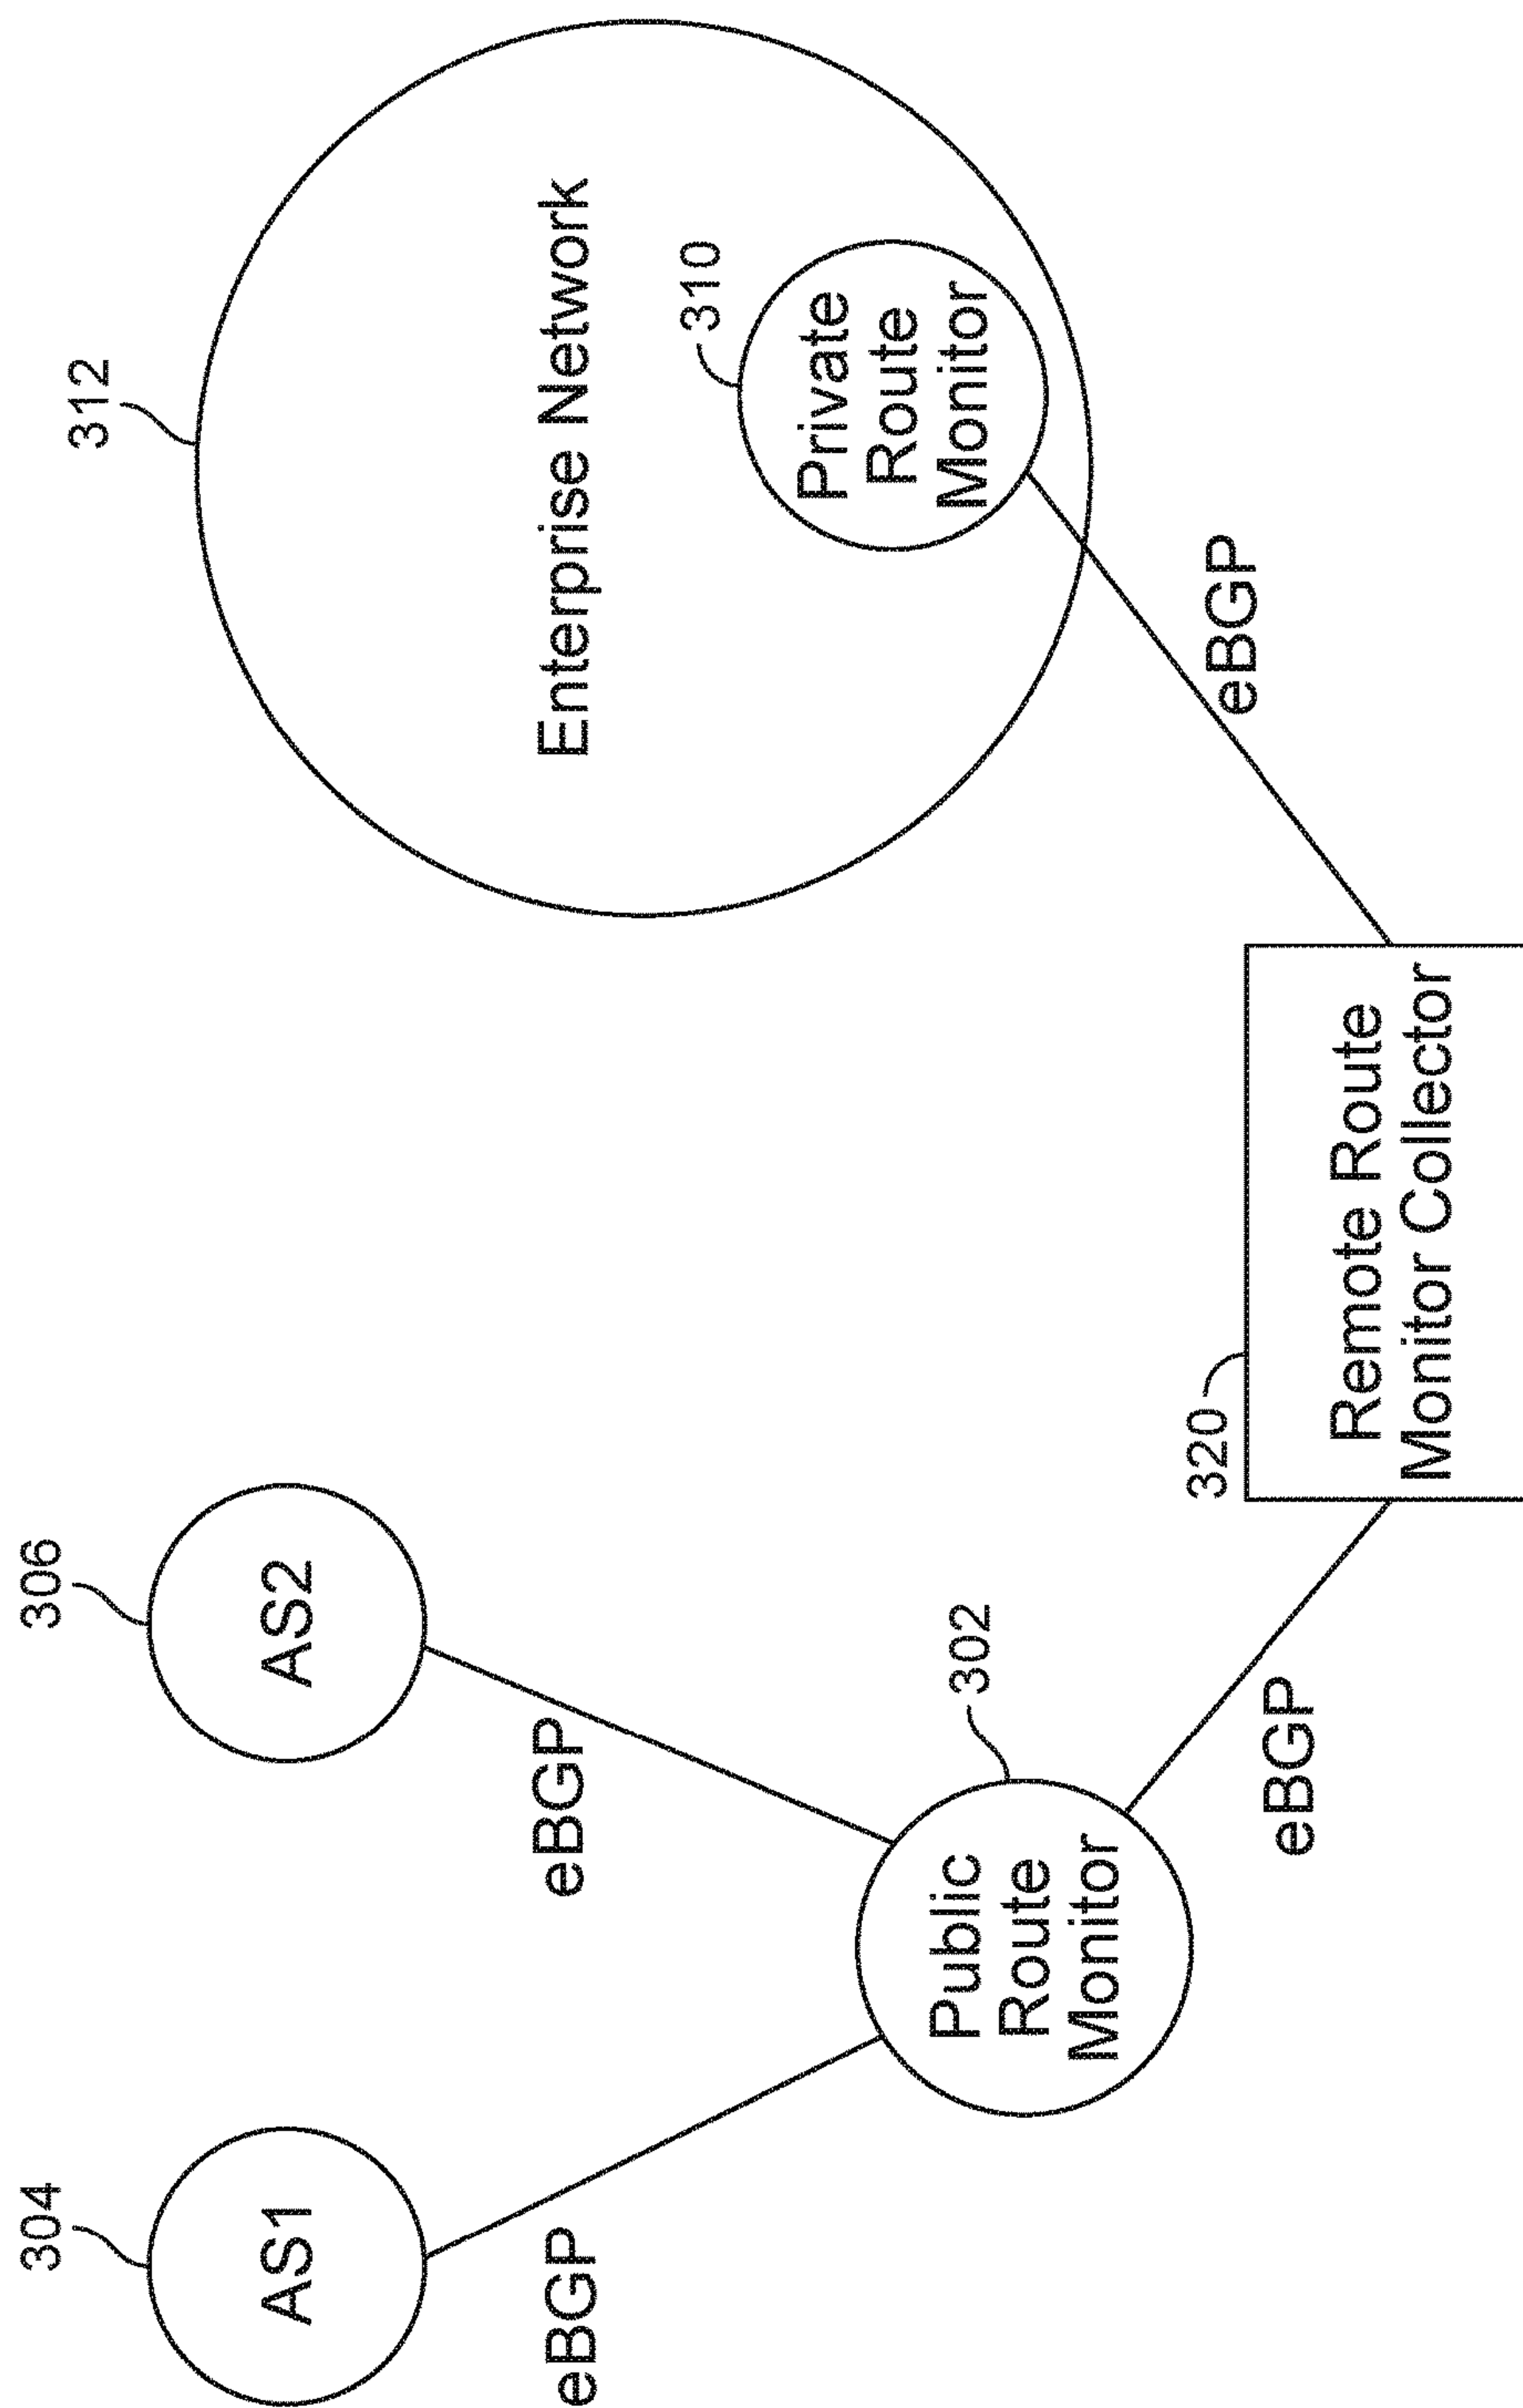 304
AS1
306
AS2
312
Enterprise Network
310
Private
Route
Monitor
eBGP
eBGP
302
Public
Route
Monitor
eBGP
eBGP
320
Remote Route
Monitor Collector